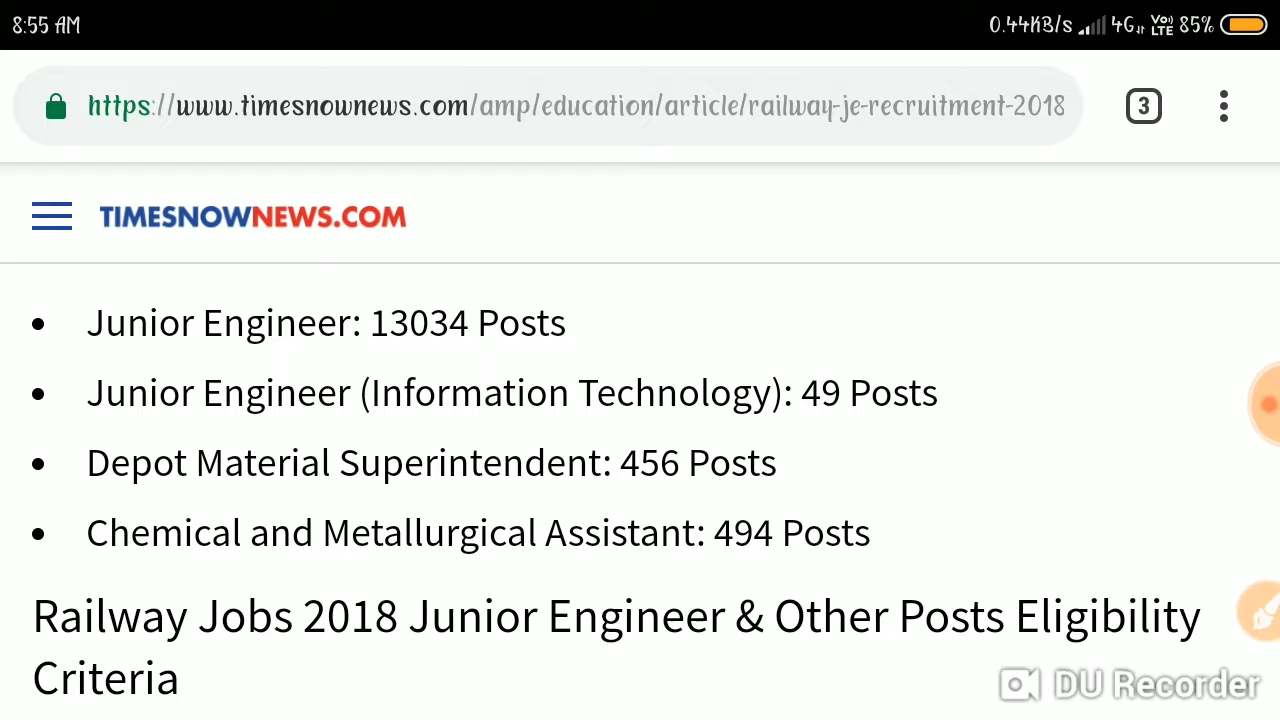 8:55 AM 0.44KB/s 4G VoI) LTE 85%
https://www.timesnownews.com/amp/education/article/railway-je-recruitment-2018 3
TIMESNOWNEWS.COM
• Junior Engineer: 13034 Posts
• Junior Engineer (Information Technology): 49 Posts
• Depot Material Superintendent: 456 Posts
• Chemical and Metallurgical Assistant: 494 Posts
Railway Jobs 2018 Junior Engineer & Other Posts Eligibility
Criteria
DU Recorder